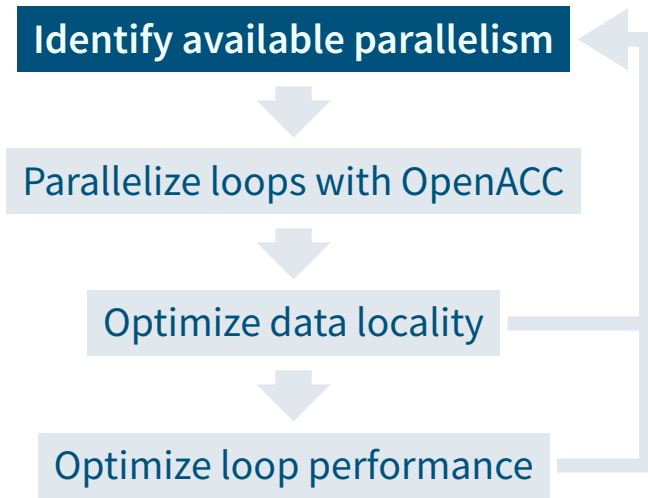 Identify available parallelism
Parallelize loops with OpenACC
Optimize data locality
Optimize loop performance